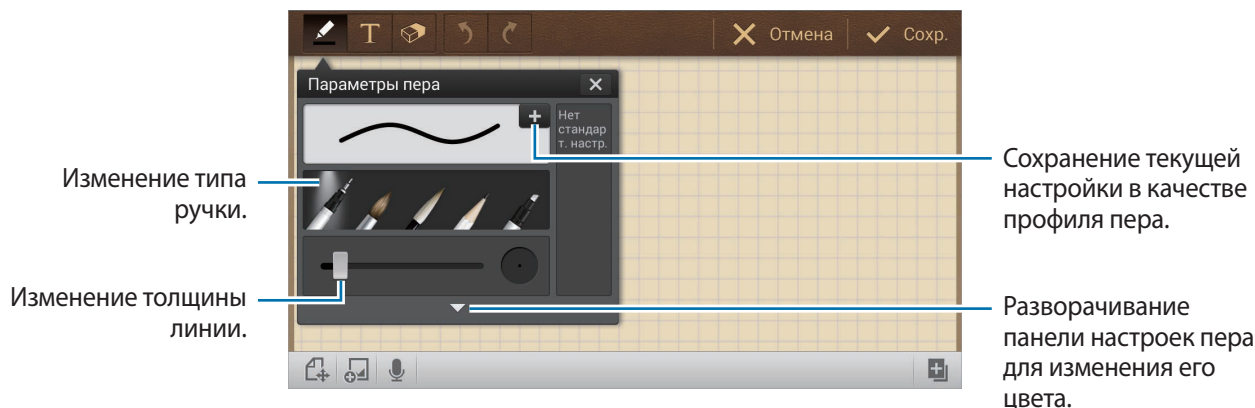 T
Отмена
Сохр.
Параметры пера
Нет
стандар
т. настр.
Изменение типа
ручки.
Изменение толщины
линии.
Сохранение текущей
настройки в качестве
профиля пера.
Разворачивание
панели настроек пера
для изменения его
цвета.